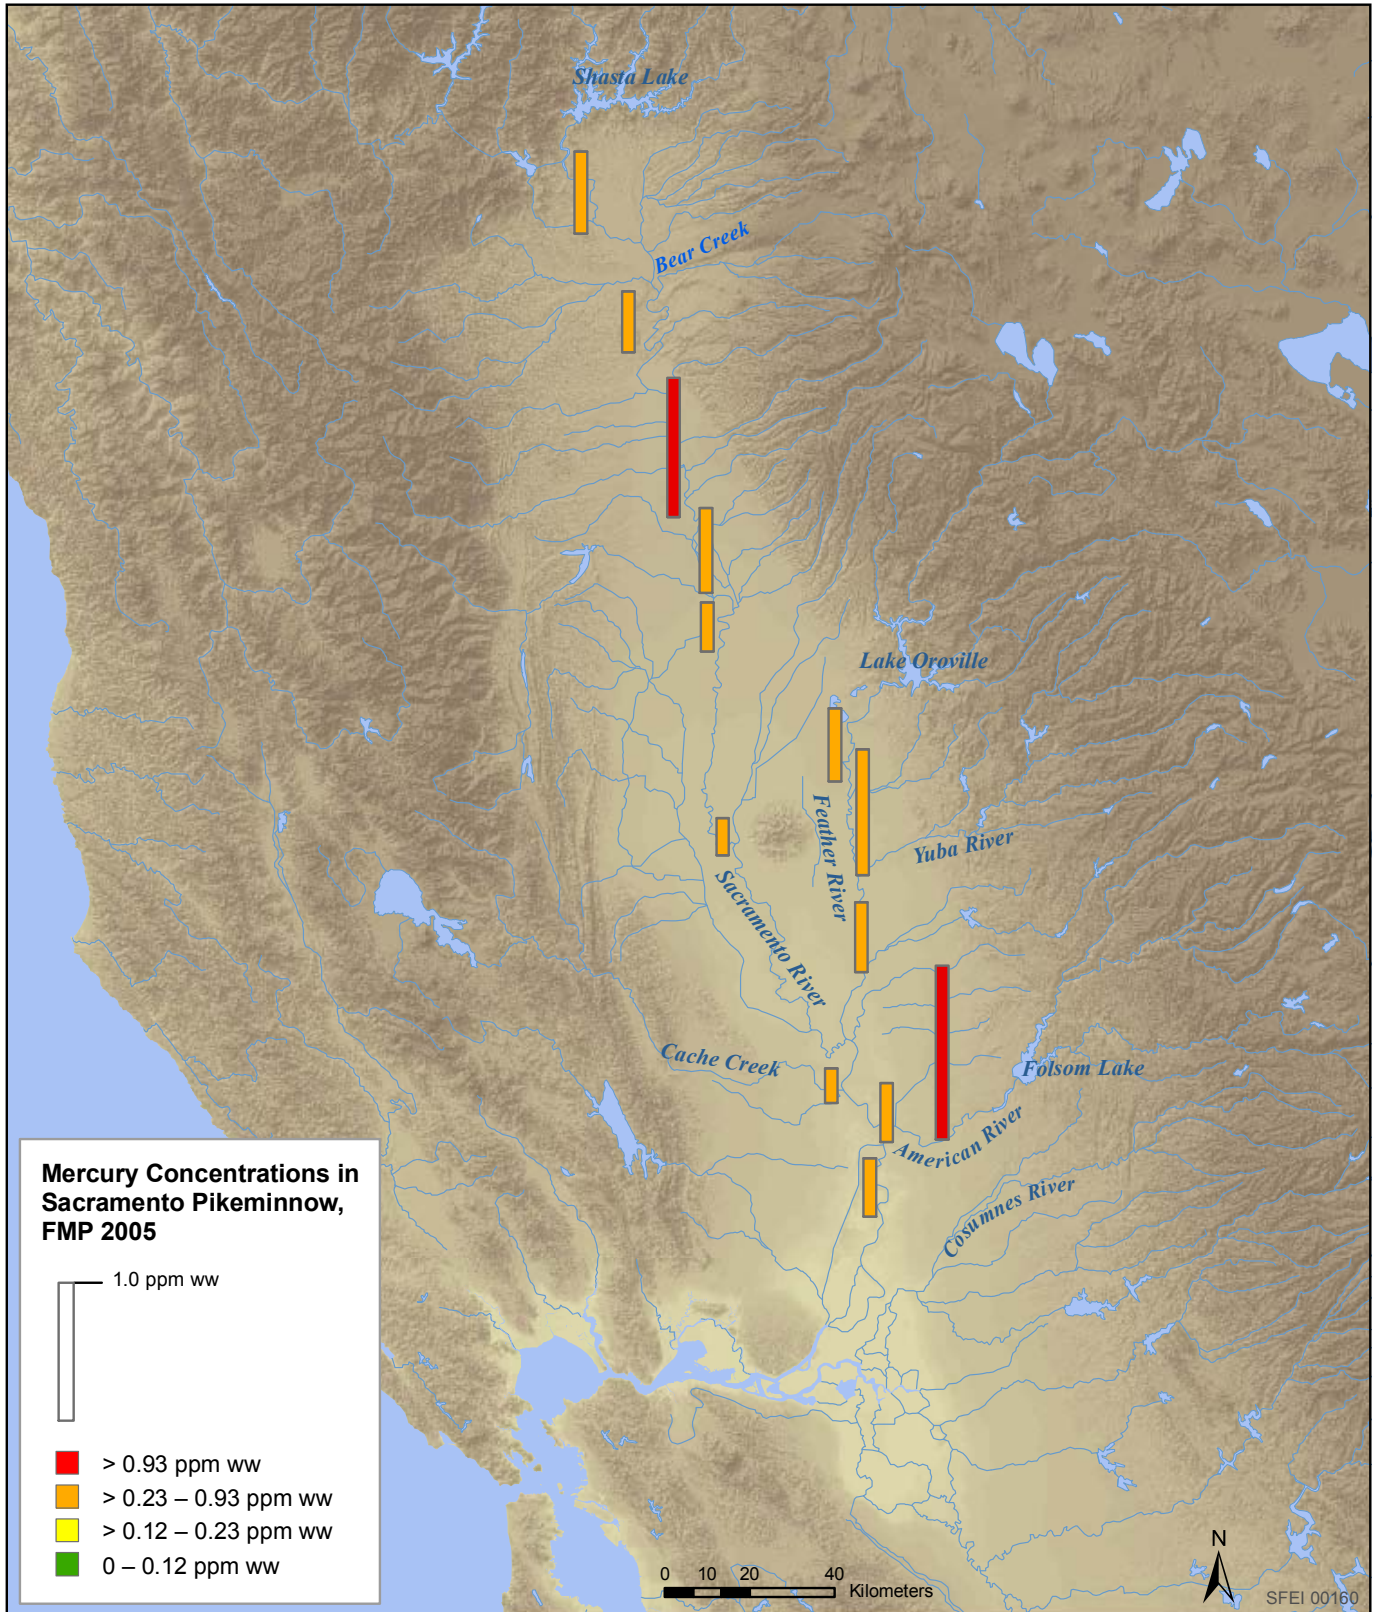 Shasta Lake
Bear Creek
Lake Oroville
Feather River
Yuba River
Sacramento River
Cache Creek
Folsom Lake
American River
Cosumnes River
Mercury Concentrations in
Sacramento Pikeminnow,
FMP 2005
1.0 ppm ww
> 0.93 ppm ww
> 0.23 – 0.93 ppm ww
> 0.12 – 0.23 ppm ww
0 – 0.12 ppm ww
0 10 20 40
Kilometers
N
SFEI 00160